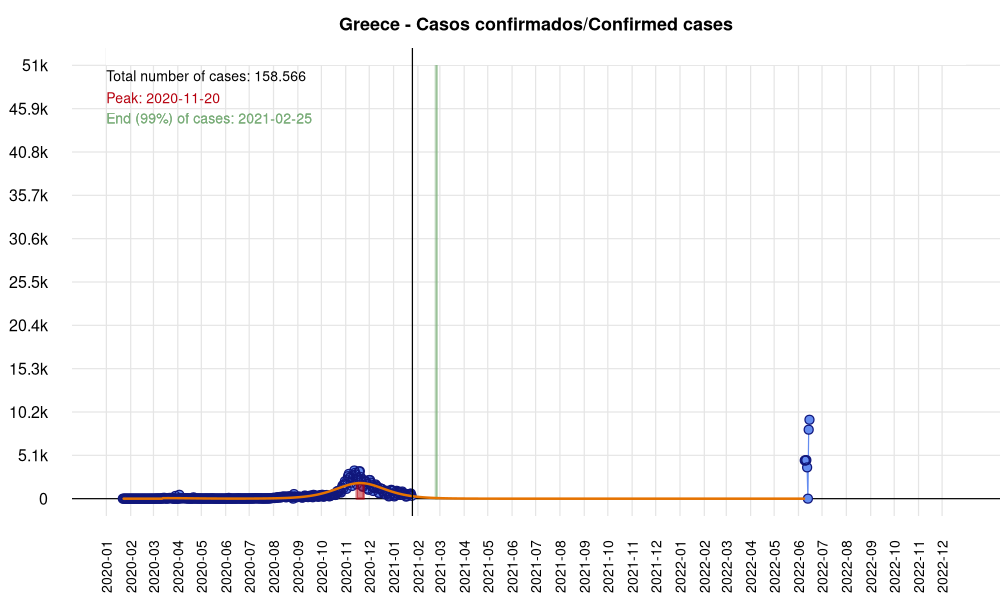 Greece - Casos confirmados/Confirmed cases
Total number of cases: 158.566
Peak: 2020-11-20
End (99%) of cases: 2021-02-25
51k
45.9k
40.8k
35.7k
30.6k
25.5k
20.4k
15.3k
10.2k
5.1k
0
2020-01
2020-02
2020-03
2020-04
2020-05
2020-06
2020-07
2020-08
2020-09
2020-10
2020-11
2020-12
2021-01
2021-02
2021-03
2021-04
2021-05
2021-06
2021-07
2021-08
2021-09
2021-10
2021-11
2021-12
2022-01
2022-02
2022-03
2022-04
2022-05
2022-06
2022-07
2022-08
2022-09
2022-10
2022-11
2022-12